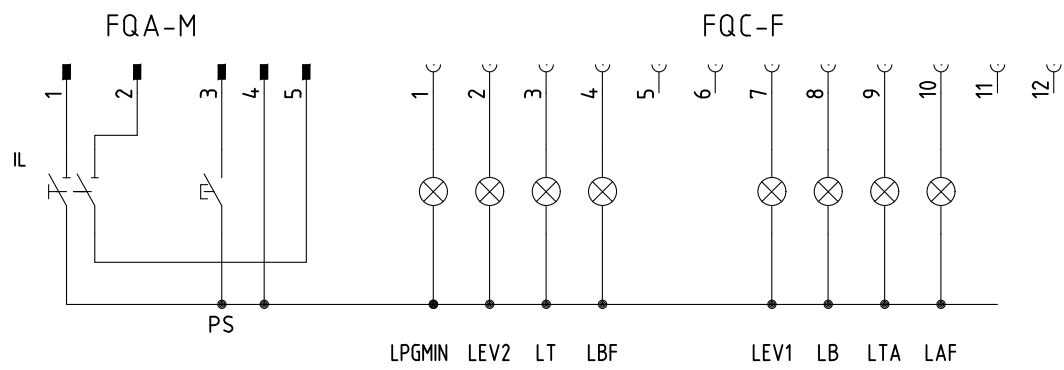 FQA-M FQC-F
1 2 3 4 5 1 2 3 4 5 6 7 8 9 10 11 12
IL
PS
LPGMIN LEV2 LT LBF LEV1 LB LTA LAF